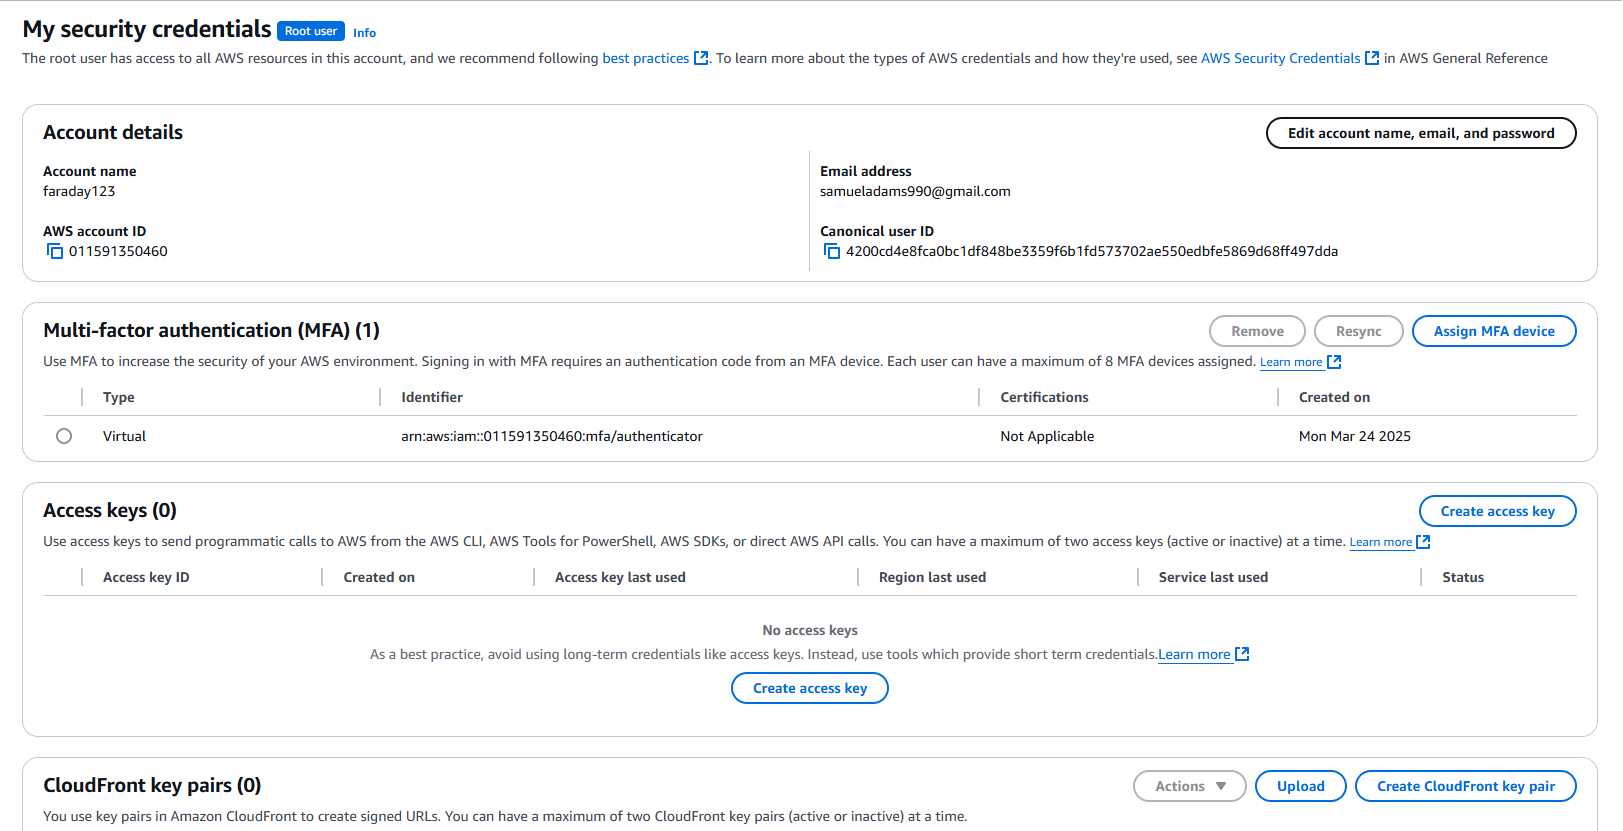 My security credentials Root user Info
The root user has access to all AWS resources in this account, and we recommend following best practices. To learn more about the types of AWS credentials and how they're used, see AWS Security Credentials in AWS General Reference
Account details
Edit account name, email, and password
Account name
faraday123
Email address
samueladams990@gmail.com
AWS account ID
011591350460
Canonical user ID
4200cd4e8fca0bc1df848be3359f6b1fd573702ae550edbfe5869d68ff497dda
Multi-factor authentication (MFA) (1)
Remove Resync Assign MFA device
Use MFA to increase the security of your AWS environment. Signing in with MFA requires an authentication code from an MFA device. Each user can have a maximum of 8 MFA devices assigned. Learn more
Type Identifier Certifications Created on
Virtual arn:aws:iam::011591350460:mfa/authenticator Not Applicable Mon Mar 24 2025
Access keys (0)
Create access key
Use access keys to send programmatic calls to AWS from the AWS CLI, AWS Tools for PowerShell, AWS SDKs, or direct AWS API calls. You can have a maximum of two access keys (active or inactive) at a time. Learn more
Access key ID Created on Access key last used Region last used Service last used Status
No access keys
As a best practice, avoid using long-term credentials like access keys. Instead, use tools which provide short term credentials. Learn more
Create access key
CloudFront key pairs (0)
Actions Upload Create CloudFront key pair
You use key pairs in Amazon CloudFront to create signed URLs. You can have a maximum of two CloudFront key pairs (active or inactive) at a time.